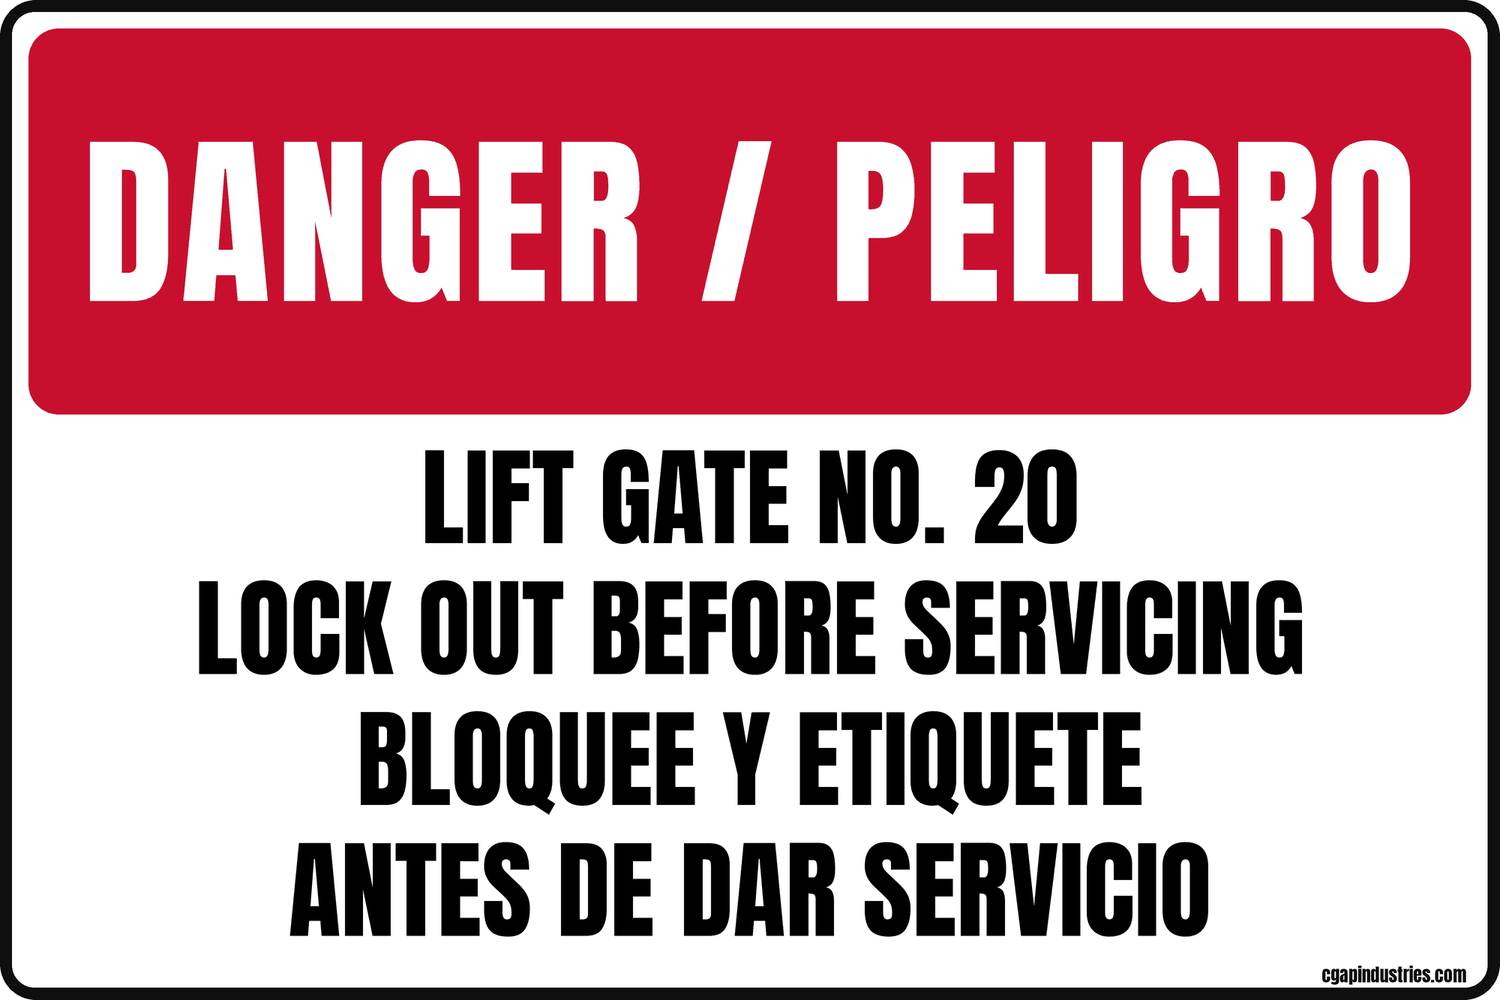 DANGER / PELIGRO
LIFT GATE NO. 20
LOCK OUT BEFORE SERVICING
BLOQUEE Y ETIQUETE
ANTES DE DAR SERVICIO
cgapindustries.com